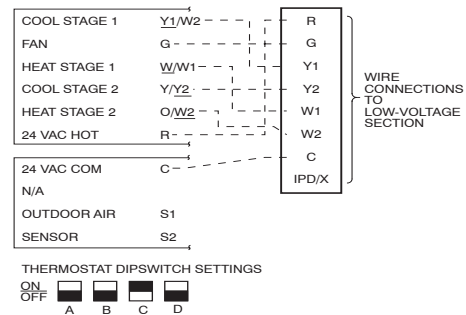 COOL STAGE 1 Y1/W2 R
FAN G G
HEAT STAGE 1 W/W1 Y1
COOL STAGE 2 Y/Y2 Y2
HEAT STAGE 2 O/W2 W1
24 VAC HOT R W2
24 VAC COM C C
N/A IPD/X
OUTDOOR AIR S1
SENSOR S2
WIRE
CONNECTIONS
TO
LOW-VOLTAGE
SECTION
THERMOSTAT DIPSWITCH SETTINGS
ON
OFF
A B C D